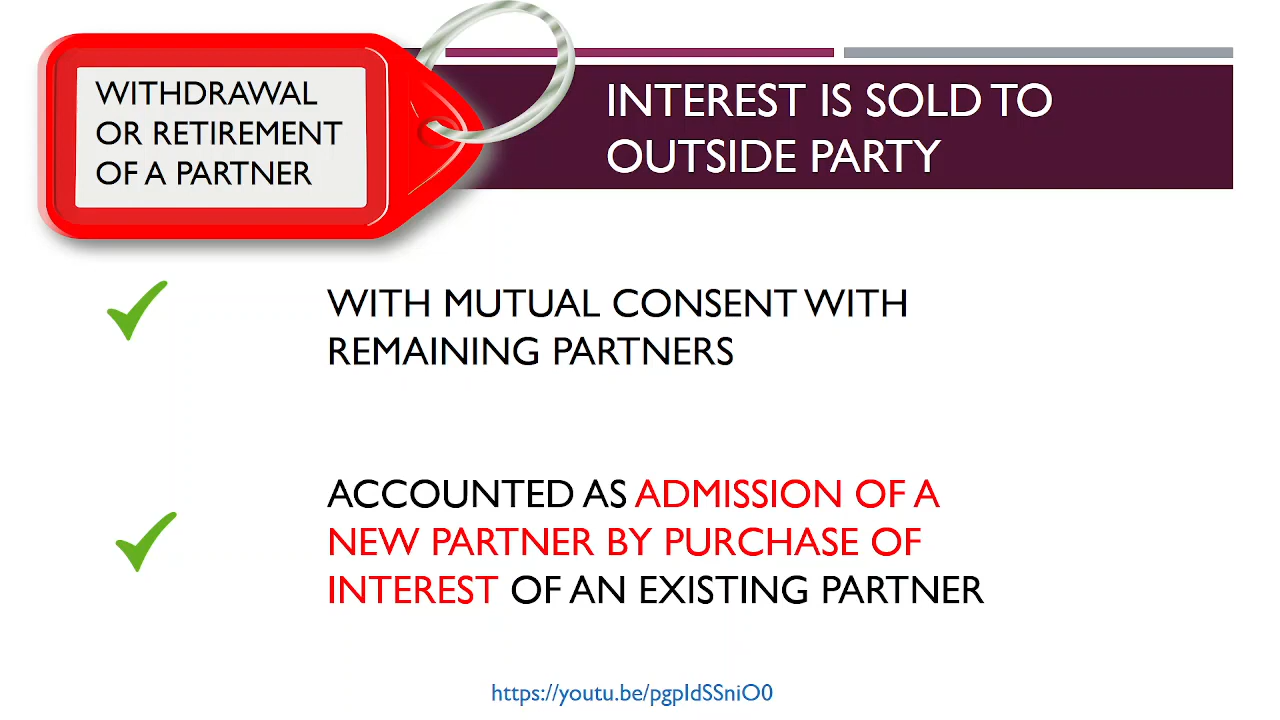 WITHDRAWAL
OR RETIREMENT
OF A PARTNER
INTEREST IS SOLD TO
OUTSIDE PARTY
WITH MUTUAL CONSENT WITH
REMAINING PARTNERS
ACCOUNTED AS ADMISSION OF A
NEW PARTNER BY PURCHASE OF
INTEREST OF AN EXISTING PARTNER
https://youtu.be/pgpIdSSniO0